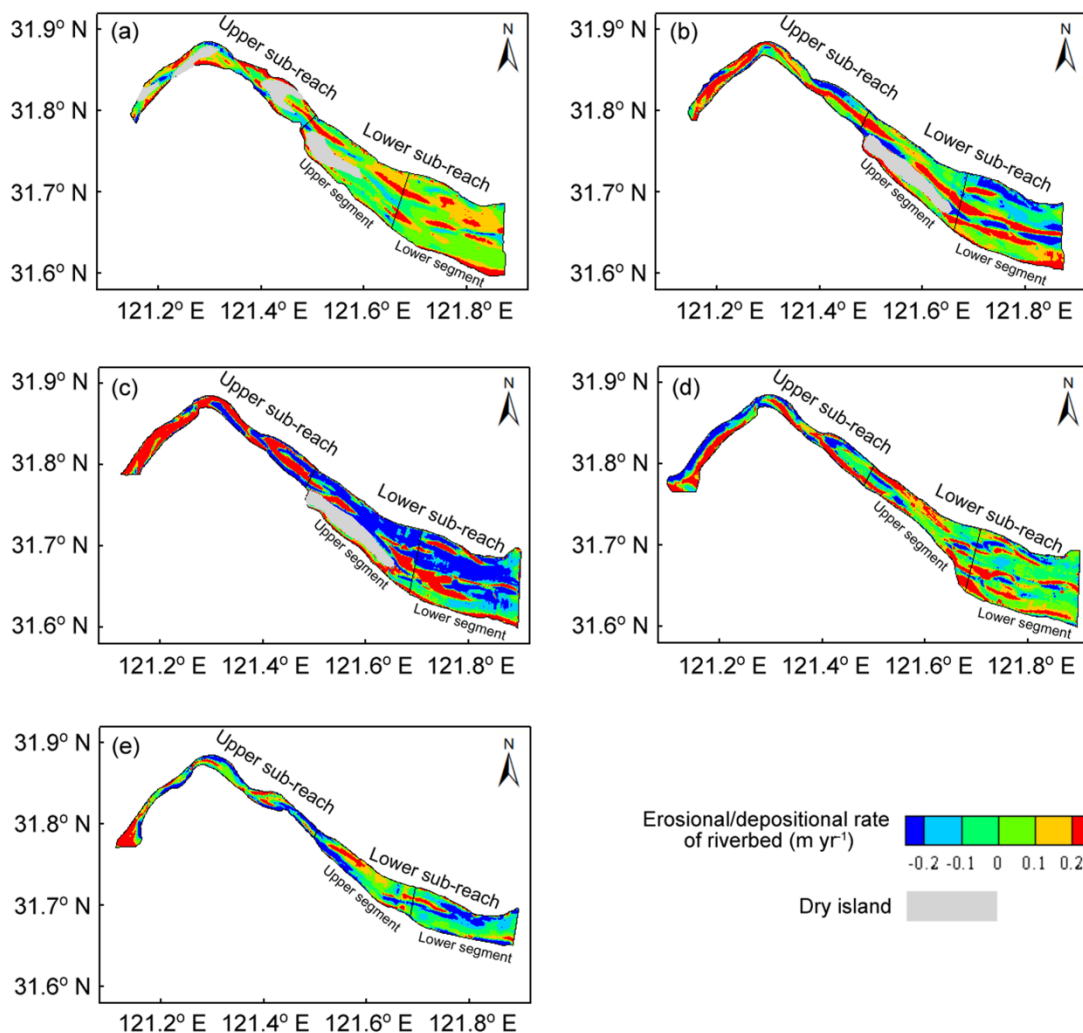 31.9° N
31.8° N
31.7° N
31.6° N
(a)
Upper sub-reach
N
Lower sub-reach
Upper segment
Lower segment
121.2° E 121.4° E 121.6° E 121.8° E
31.9° N
31.8° N
31.7° N
31.6° N
(b)
Upper sub-reach
N
Lower sub-reach
Upper segment
Lower segment
121.2° E 121.4° E 121.6° E 121.8° E
31.9° N
31.8° N
31.7° N
31.6° N
(c)
Upper sub-reach
N
Lower sub-reach
Upper segment
Lower segment
121.2° E 121.4° E 121.6° E 121.8° E
31.9° N
31.8° N
31.7° N
31.6° N
(d)
Upper sub-reach
N
Lower sub-reach
Upper segment
Lower segment
121.2° E 121.4° E 121.6° E 121.8° E
31.9° N
31.8° N
31.7° N
31.6° N
(e)
Upper sub-reach
N
Lower sub-reach
Upper segment
Lower segment
121.2° E 121.4° E 121.6° E 121.8° E
Erosional/depositional rate
of riverbed (m yr⁻¹)
-0.2 -0.1 0 0.1 0.2
Dry island